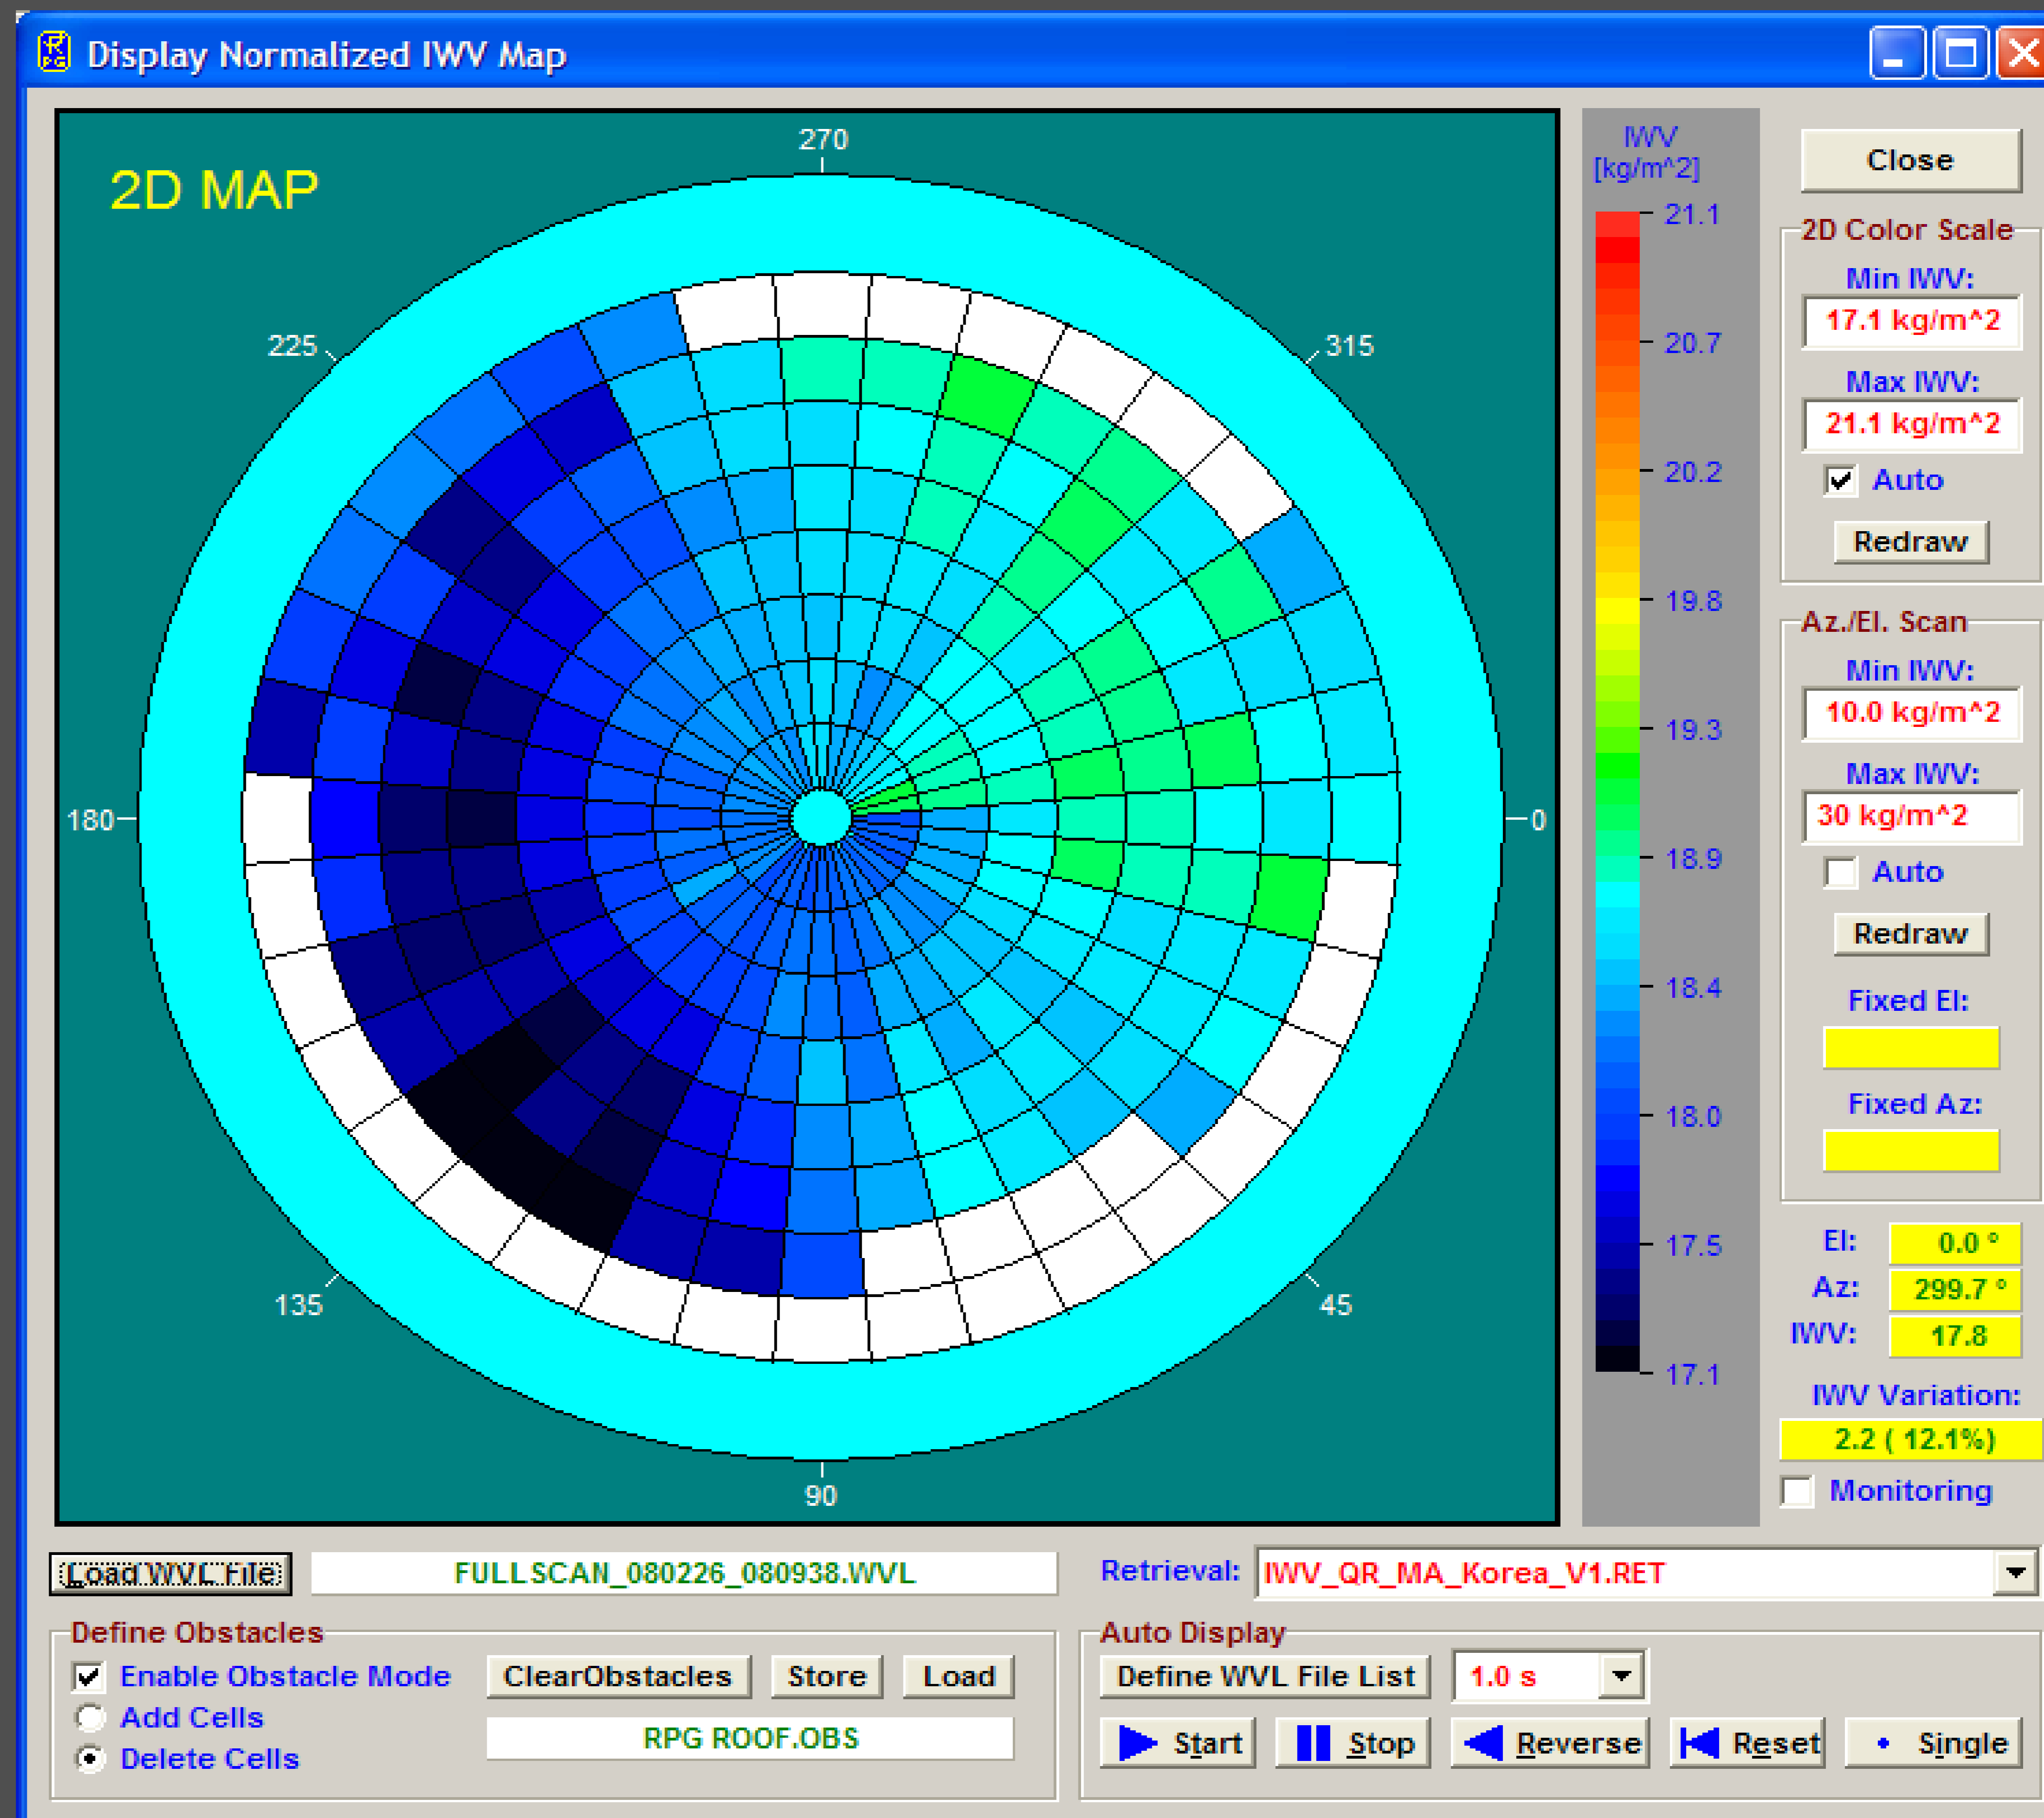 Display Normalized IWV Map
2D MAP
270
225
315
180
0
135
45
90
IWV
[kg/m^2]
21.1
20.7
20.2
19.8
19.3
18.9
18.4
18.0
17.5
17.1
Close
2D Color Scale
Min IWV:
17.1 kg/m^2
Max IWV:
21.1 kg/m^2
Auto
Redraw
Az./El. Scan
Min IWV:
10.0 kg/m^2
Max IWV:
30 kg/m^2
Auto
Redraw
Fixed El:
Fixed Az:
El: 0.0 °
Az: 299.7 °
IWV: 17.8
IWV Variation:
2.2 ( 12.1%)
Monitoring
Load WVL File FULLSCAN_080226_080938.WVL Retrieval: IWV_QR_MA_Korea_V1.RET
Define Obstacles
Enable Obstacle Mode ClearObstacles Store Load
Add Cells
RPG ROOF.OBS
Delete Cells
Auto Display
Define WVL File List 1.0 s
Start Stop Reverse Reset Single